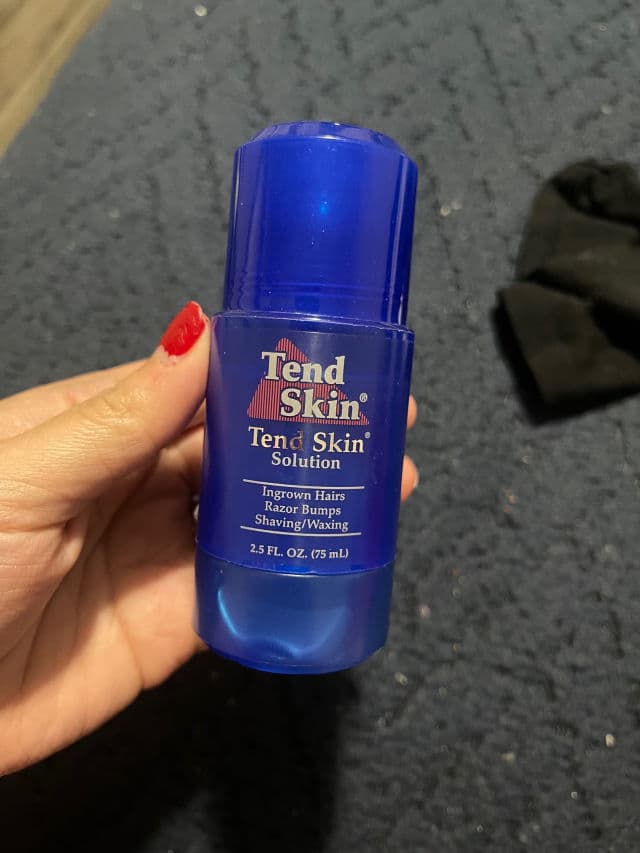 Tend
Skin®
Tend Skin®
Solution
Ingrown Hairs
Razor Bumps
Shaving/Waxing
2.5 FL. OZ. (75 mL)